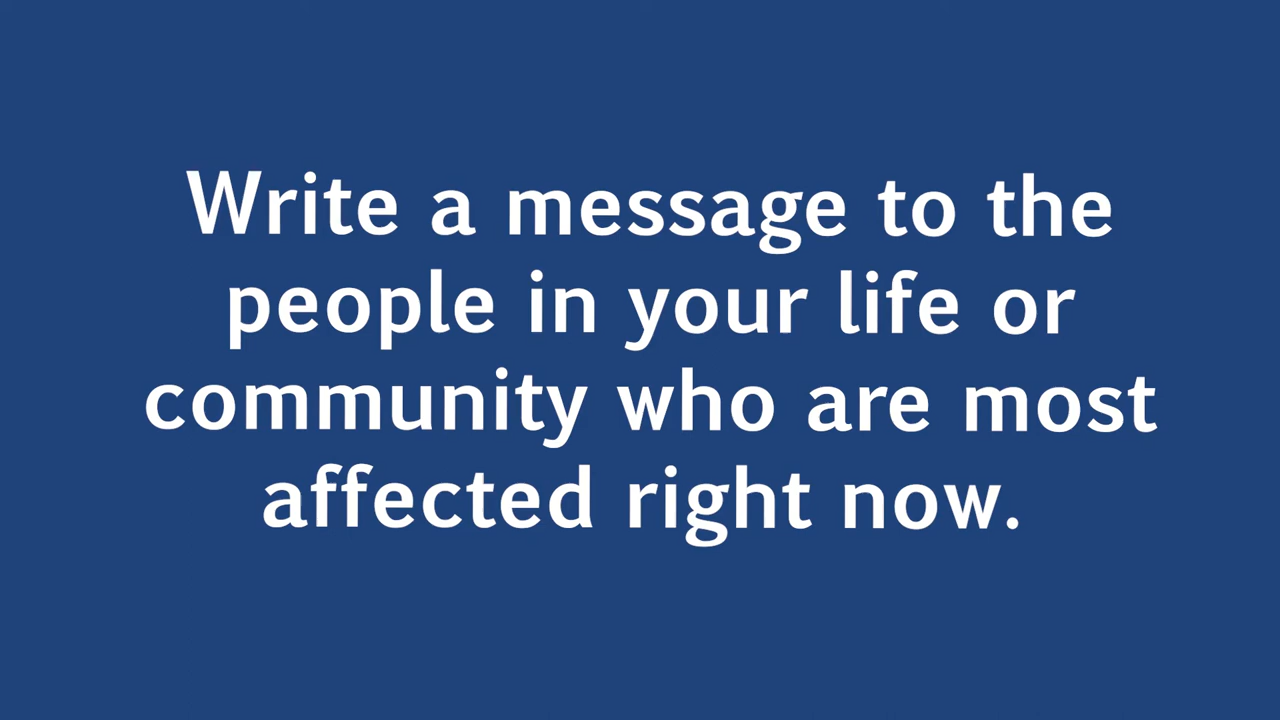 Write a message to the
people in your life or
community who are most
affected right now.